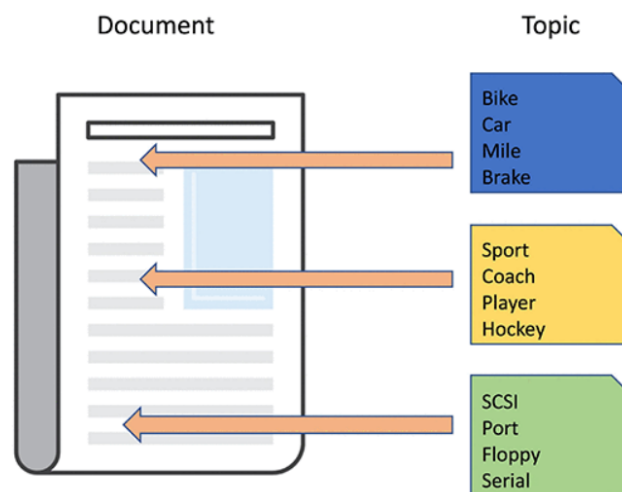 Document
Topic
Bike
Car
Mile
Brake
Sport
Coach
Player
Hockey
SCSI
Port
Floppy
Serial